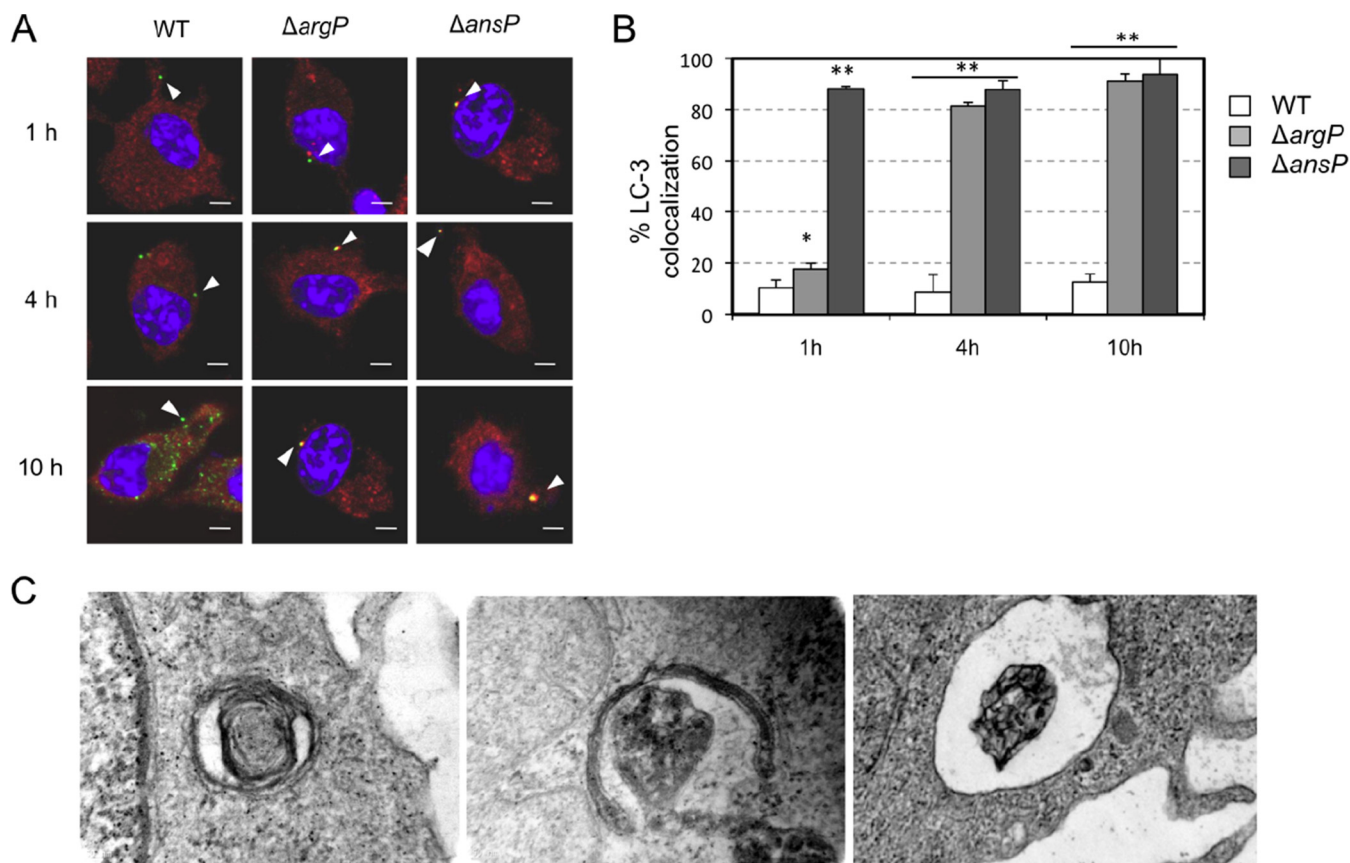 A
WT ΔargP ΔansP
1 h
4 h
10 h
B
% LC-3
colocalization
100
80
60
40
20
0
*
**
**
**
1h 4h 10h
WT
ΔargP
ΔansP
C